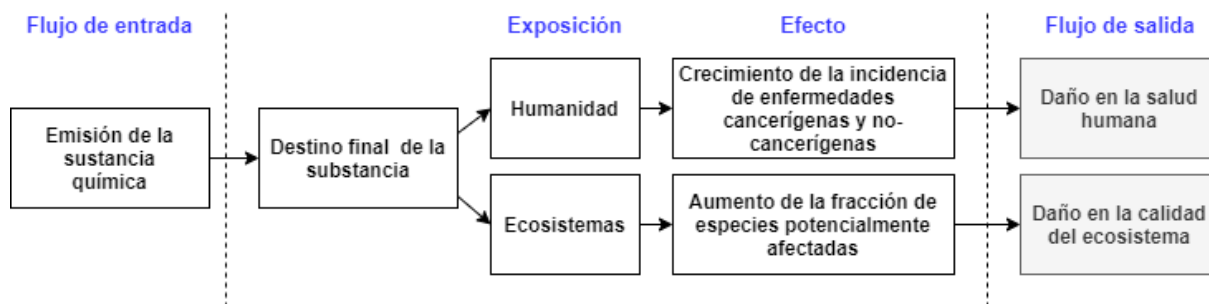 Flujo de entrada
Exposición
Efecto
Flujo de salida
Emisión de la
sustancia
química
Destino final de la
substancia
Humanidad
Crecimiento de la incidencia
de enfermedades
cancerígenas y no-
cancerígenas
Daño en la salud
humana
Ecosistemas
Aumento de la fracción de
especies potencialmente
afectadas
Daño en la calidad
del ecosistema